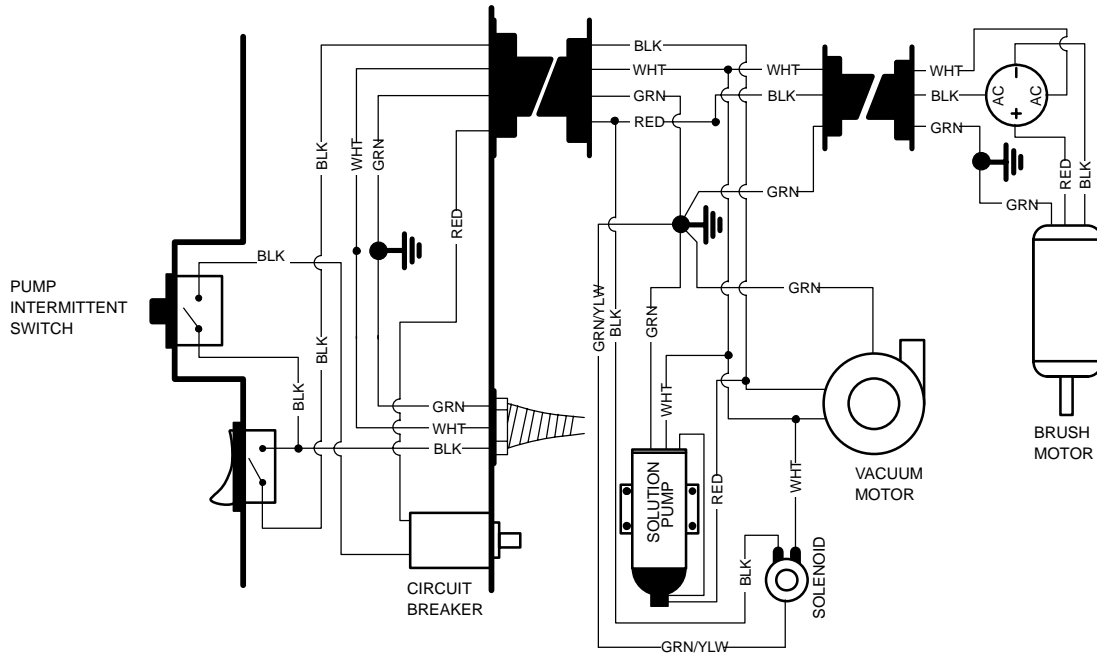 BLK
WHT
GRN
RED
WHT
BLK
GRN
WHT
BLK
GRN
AC
AC
-
+
RED
BLK
GRN
BLK
WHT
GRN
RED
BLK
PUMP
INTERMITTENT
SWITCH
BLK
BLK
GRN
WHT
BLK
CIRCUIT
BREAKER
GRN/YLW
BLK
GRN
WHT
GRN
SOLUTION
PUMP
RED
VACUUM
MOTOR
BRUSH
MOTOR
WHT
BLK
SOLENOID
GRN/YLW